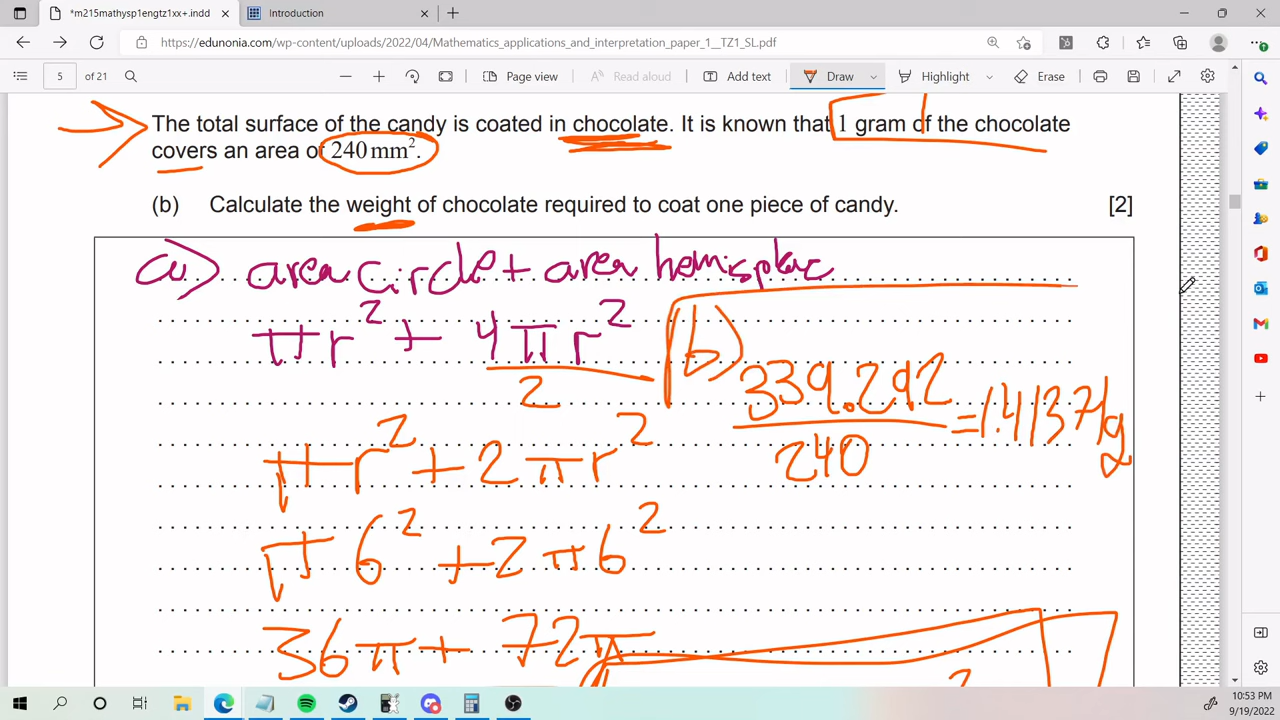 *m215mathysp1engtz1xx+.indd
Introduction
https://edunonia.com/wp-content/uploads/2022/04/Mathematics_applications_and_interpretation_paper_1__TZ1_SL.pdf
5 of 21
Page view
Read aloud
Add text
Draw
Highlight
Erase
The total surface of the candy is coated in chocolate. It is known that 1 gram of the chocolate
covers an area of 240 mm².
(b) Calculate the weight of chocolate required to coat one piece of candy. [2]
a) area circle + area hemisphere
πr² + 4πr²
2
(b)
339.292
240
= 1.41371g
πr² + 2πr²
π6² + 2π6²
36π + 72π
10:53 PM
9/19/2022